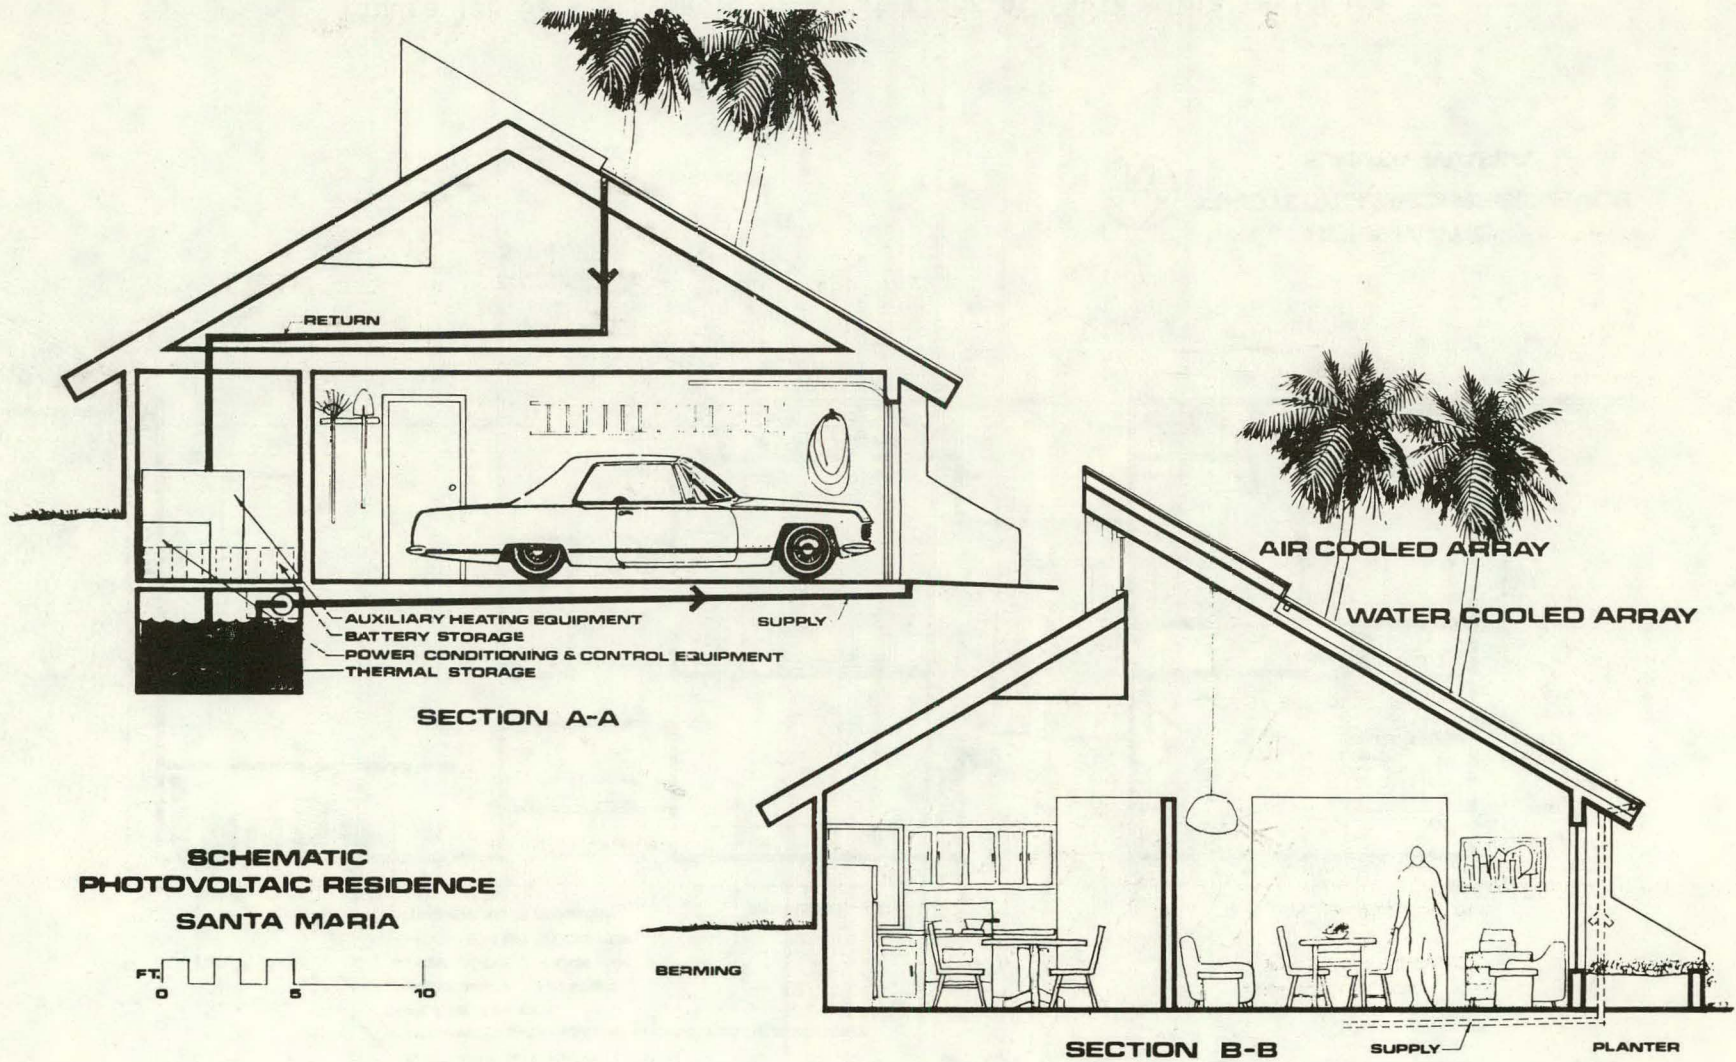 RETURN
AUXILIARY HEATING EQUIPMENT
BATTERY STORAGE
POWER CONDITIONING & CONTROL EQUIPMENT
THERMAL STORAGE
SUPPLY
SECTION A-A
AIR COOLED ARRAY
WATER COOLED ARRAY
SCHEMATIC
PHOTOVOLTAIC RESIDENCE
SANTA MARIA
FT.
0 5 10
BERMING
SECTION B-B
SUPPLY
PLANTER